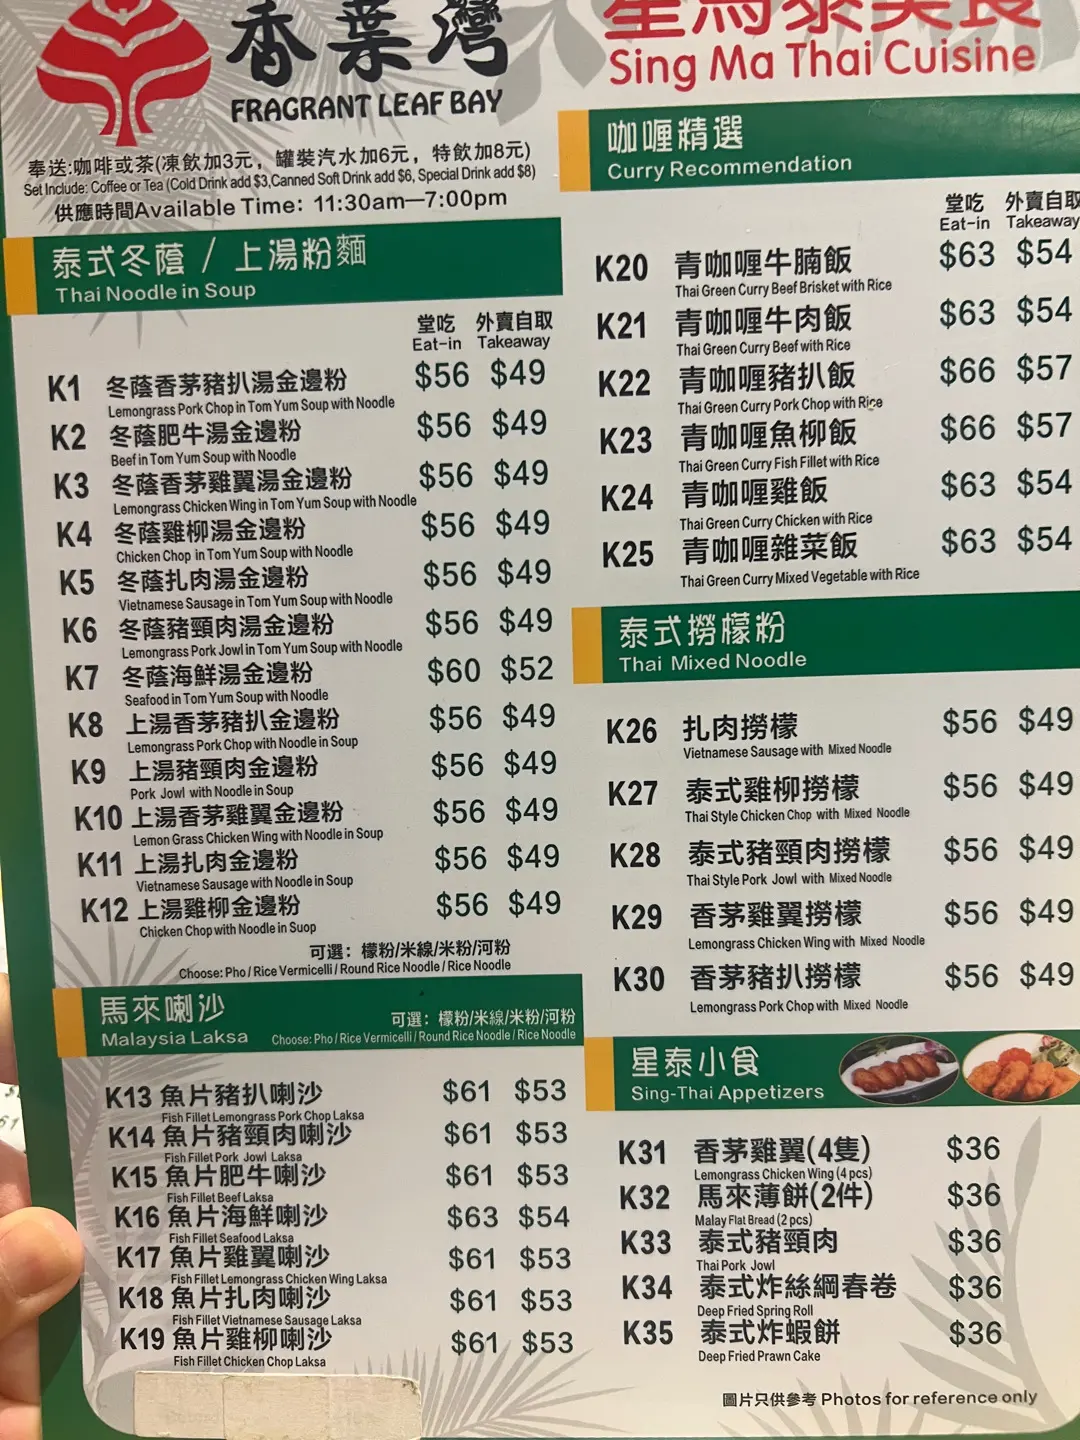 香葉灣
FRAGRANT LEAF BAY
奉送:咖啡或茶(凍飲加3元，罐裝汽水加6元，特飲加8元)
Set Include: Coffee or Tea (Cold Drink add $3,Canned Soft Drink add $6, Special Drink add $8)
供應時間Available Time: 11:30am—7:00pm
泰式冬蔭 / 上湯粉麵
Thai Noodle in Soup
堂吃 外賣自取
Eat-in Takeaway
K1 冬蔭香茅豬扒湯金邊粉 $56 $49
Lemongrass Pork Chop in Tom Yum Soup with Noodle
K2 冬蔭肥牛湯金邊粉 $56 $49
Beef in Tom Yum Soup with Noodle
K3 冬蔭香茅雞翼湯金邊粉 $56 $49
Lemongrass Chicken Wing in Tom Yum Soup with Noodle
K4 冬蔭雞柳湯金邊粉 $56 $49
Chicken Chop in Tom Yum Soup with Noodle
K5 冬蔭扎肉湯金邊粉 $56 $49
Vietnamese Sausage in Tom Yum Soup with Noodle
K6 冬蔭豬頸肉湯金邊粉 $56 $49
Lemongrass Pork Jowl in Tom Yum Soup with Noodle
K7 冬蔭海鮮湯金邊粉 $60 $52
Seafood in Tom Yum Soup with Noodle
K8 上湯香茅豬扒金邊粉 $56 $49
Lemongrass Pork Chop with Noodle in Soup
K9 上湯豬頸肉金邊粉 $56 $49
Pork Jowl with Noodle in Soup
K10 上湯香茅雞翼金邊粉 $56 $49
Lemon Grass Chicken Wing with Noodle in Soup
K11 上湯扎肉金邊粉 $56 $49
Vietnamese Sausage with Noodle in Soup
K12 上湯雞柳金邊粉 $56 $49
Chicken Chop with Noodle in Suop
可選：檬粉/米線/米粉/河粉
Choose: Pho / Rice Vermicelli / Round Rice Noodle / Rice Noodle
馬來喇沙
Malaysia Laksa
可選：檬粉/米線/米粉/河粉
Choose: Pho / Rice Vermicelli / Round Rice Noodle / Rice Noodle
K13 魚片豬扒喇沙 $61 $53
Fish Fillet Lemongrass Pork Chop Laksa
K14 魚片豬頸肉喇沙 $61 $53
Fish Fillet Pork Jowl Laksa
K15 魚片肥牛喇沙 $61 $53
Fish Fillet Beef Laksa
K16 魚片海鮮喇沙 $63 $54
Fish Fillet Seafood Laksa
K17 魚片雞翼喇沙 $61 $53
Fish Fillet Lemongrass Chicken Wing Laksa
K18 魚片扎肉喇沙 $61 $53
Fish Fillet Vietnamese Sausage Laksa
K19 魚片雞柳喇沙 $61 $53
Fish Fillet Chicken Chop Laksa
星馬泰美食
Sing Ma Thai Cuisine
咖喱精選
Curry Recommendation
堂吃 外賣自取
Eat-in Takeaway
K20 青咖喱牛腩飯 $63 $54
Thai Green Curry Beef Brisket with Rice
K21 青咖喱牛肉飯 $63 $54
Thai Green Curry Beef with Rice
K22 青咖喱豬扒飯 $66 $57
Thai Green Curry Pork Chop with Rice
K23 青咖喱魚柳飯 $66 $57
Thai Green Curry Fish Fillet with Rice
K24 青咖喱雞飯 $63 $54
Thai Green Curry Chicken with Rice
K25 青咖喱雜菜飯 $63 $54
Thai Green Curry Mixed Vegetable with Rice
泰式撈檬粉
Thai Mixed Noodle
K26 扎肉撈檬 $56 $49
Vietnamese Sausage with Mixed Noodle
K27 泰式雞柳撈檬 $56 $49
Thai Style Chicken Chop with Mixed Noodle
K28 泰式豬頸肉撈檬 $56 $49
Thai Style Pork Jowl with Mixed Noodle
K29 香茅雞翼撈檬 $56 $49
Lemongrass Chicken Wing with Mixed Noodle
K30 香茅豬扒撈檬 $56 $49
Lemongrass Pork Chop with Mixed Noodle
星泰小食
Sing-Thai Appetizers
K31 香茅雞翼(4隻) $36
Lemongrass Chicken Wing (4 pcs)
K32 馬來薄餅(2件) $36
Malay Flat Bread (2 pcs)
K33 泰式豬頸肉 $36
Thai Pork Jowl
K34 泰式炸絲綱春卷 $36
Deep Fried Spring Roll
K35 泰式炸蝦餅 $36
Deep Fried Prawn Cake
圖片只供參考 Photos for reference only